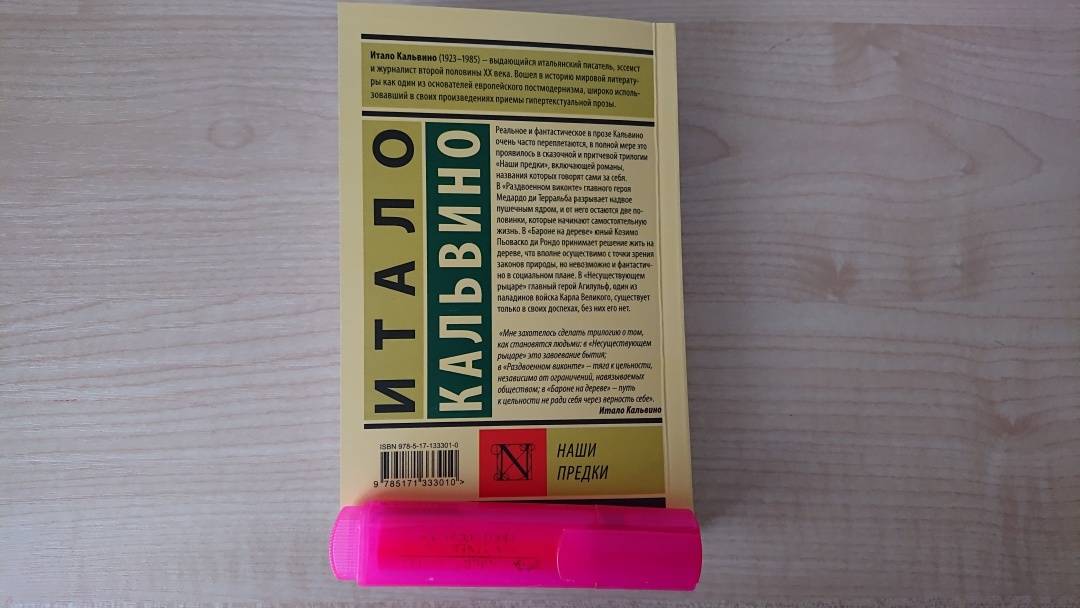 Итало Кальвино (1923–1985) – выдающийся итальянский писатель, эссеист
и журналист второй половины XX века. Вошел в историю мировой литерату-
ры как один из основателей европейского постмодернизма, широко исполь-
зовавший в своих произведениях приемы гипертекстуальной прозы.
ИТАЛО
КАЛЬВИНО
Реальное и фантастическое в прозе Кальвино
очень часто переплетаются, в полной мере это
проявилось в сказочной и притчевой трилогии
«Наши предки», включающей романы,
названия которых говорят сами за себя.
В «Раздвоенном виконте» главного героя
Медардо ди Терральба разрывает надвое
пушечным ядром, и от него остаются две по-
ловинки, которые начинают самостоятельную
жизнь. В «Бароне на дереве» юный Козимо
Пьоваско ди Рондо принимает решение жить на
дереве, что вполне осуществимо с точки зрения
законов природы, но невозможно и фантастич-
но в социальном плане. В «Несуществующем
рыцаре» главный герой Агилульф, один из
паладинов войска Карла Великого, существует
только в своих доспехах, без них его нет.
«Мне захотелось сделать трилогию о том,
как становятся людьми: в «Несуществующем
рыцаре» это завоевание бытия;
в «Раздвоенном виконте» – тяга к цельности,
независимо от ограничений, навязываемых
обществом; в «Бароне на дереве» – путь
к цельности не ради себя через верность себе».
Итало Кальвино
ISBN 978-5-17-133301-0
9 785171 333010 >
N
НАШИ
ПРЕДКИ